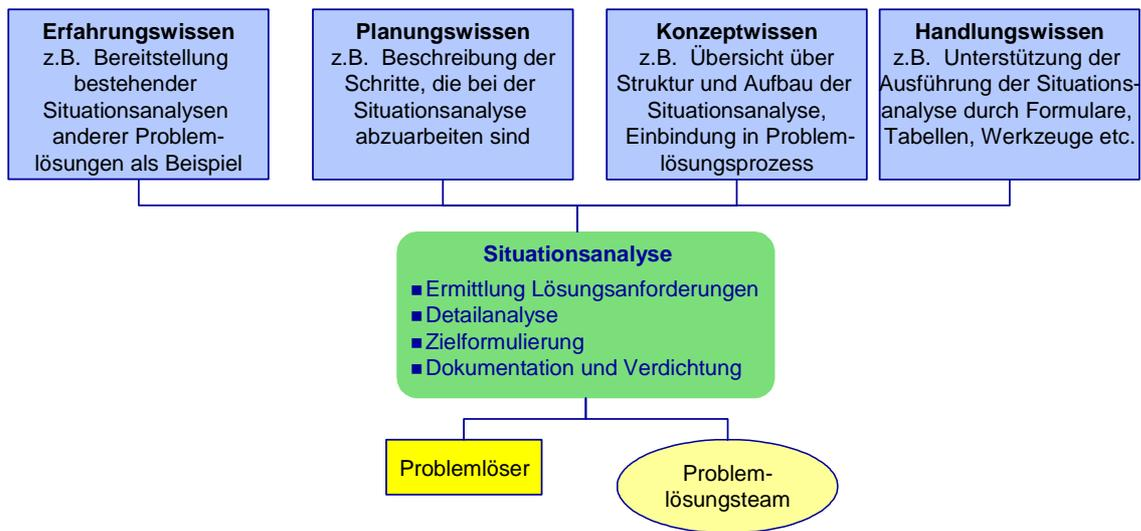 Erfahrungswissen
z.B. Bereitstellung
bestehender
Situationsanalysen
anderer Problem-
lösungen als Beispiel
Planungswissen
z.B. Beschreibung der
Schritte, die bei der
Situationsanalyse
abzuarbeiten sind
Konzeptwissen
z.B. Übersicht über
Struktur und Aufbau der
Situationsanalyse,
Einbindung in Problem-
lösungsprozess
Handlungswissen
z.B. Unterstützung der
Ausführung der Situations-
analyse durch Formulare,
Tabellen, Werkzeuge etc.
Situationsanalyse
■ Ermittlung Lösungsanforderungen
■ Detailanalyse
■ Zielformulierung
■ Dokumentation und Verdichtung
Problemlöser
Problem-
lösungsteam